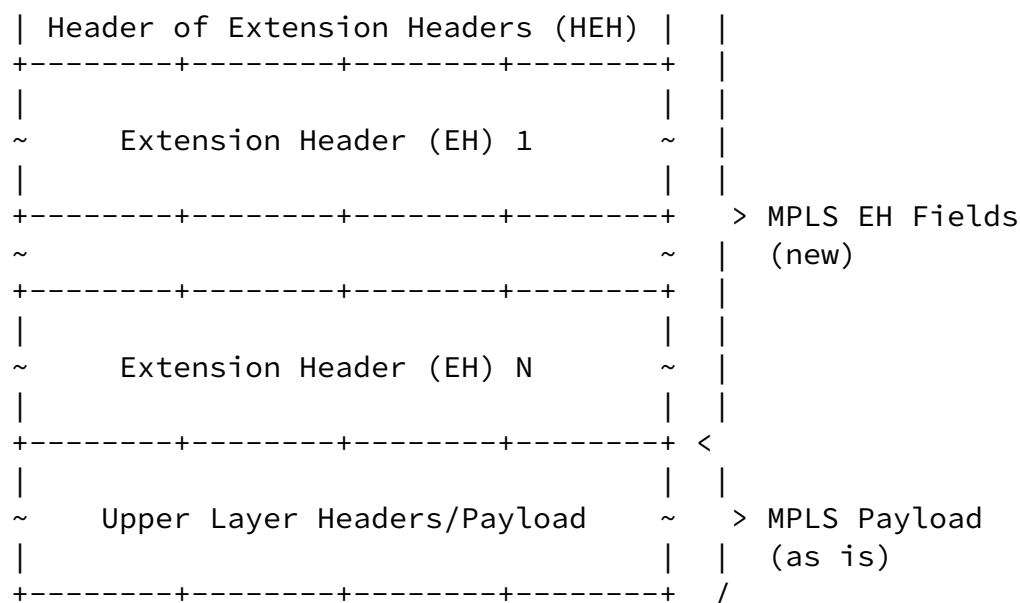 | Header of Extension Headers (HEH) |  |
+--------+--------+--------+--------+  |
|                                   |  |
~     Extension Header (EH) 1       ~  |
|                                   |  |
+--------+--------+--------+--------+   > MPLS EH Fields
~                                   ~  |  (new)
+--------+--------+--------+--------+  |
|                                   |  |
~     Extension Header (EH) N       ~  |
|                                   |  |
+--------+--------+--------+--------+ <
|                                   |  |
~    Upper Layer Headers/Payload    ~   > MPLS Payload
|                                   |  |  (as is)
+--------+--------+--------+--------+  /